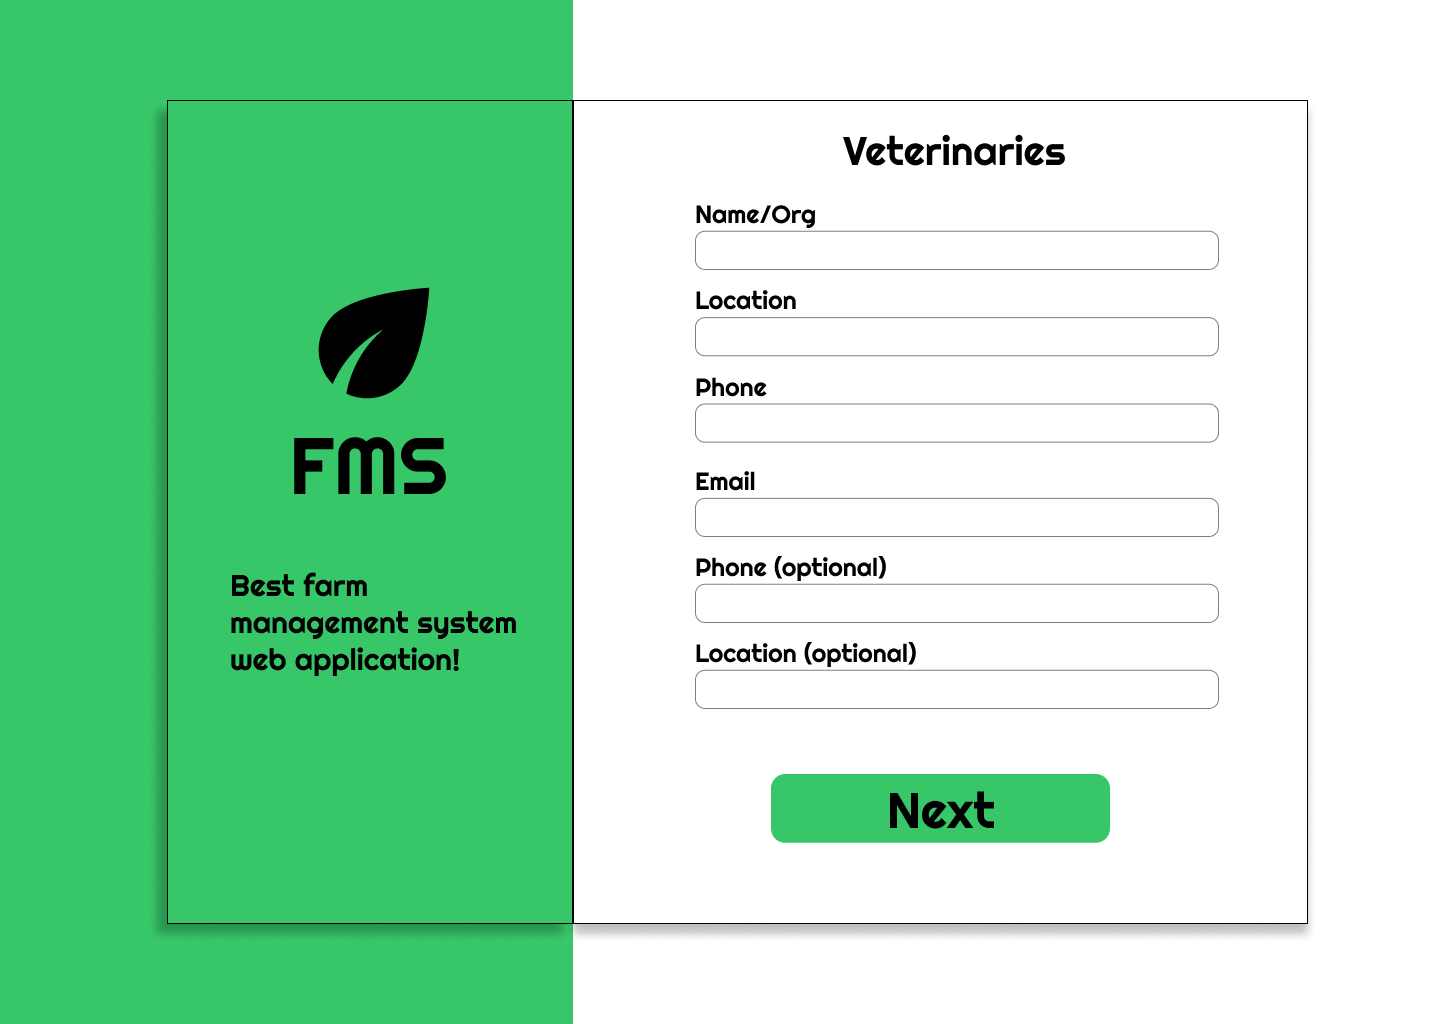 FMS
Best farm
management system
web application!
Veterinaries
Name/Org
Location
Phone
Email
Phone (optional)
Location (optional)
Next